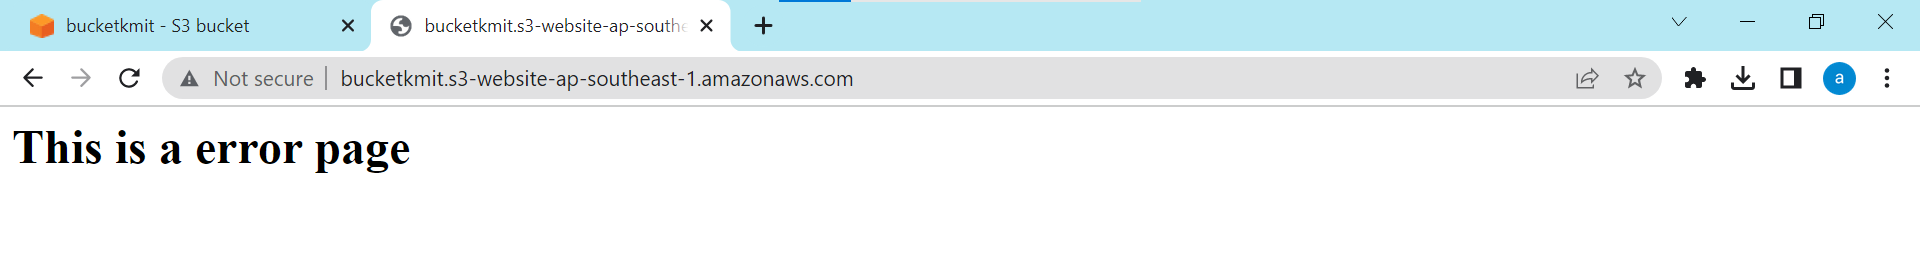 bucketkmit - S3 bucket
bucketkmit.s3-website-ap-southe
Not secure
bucketkmit.s3-website-ap-southeast-1.amazonaws.com
a
This is a error page